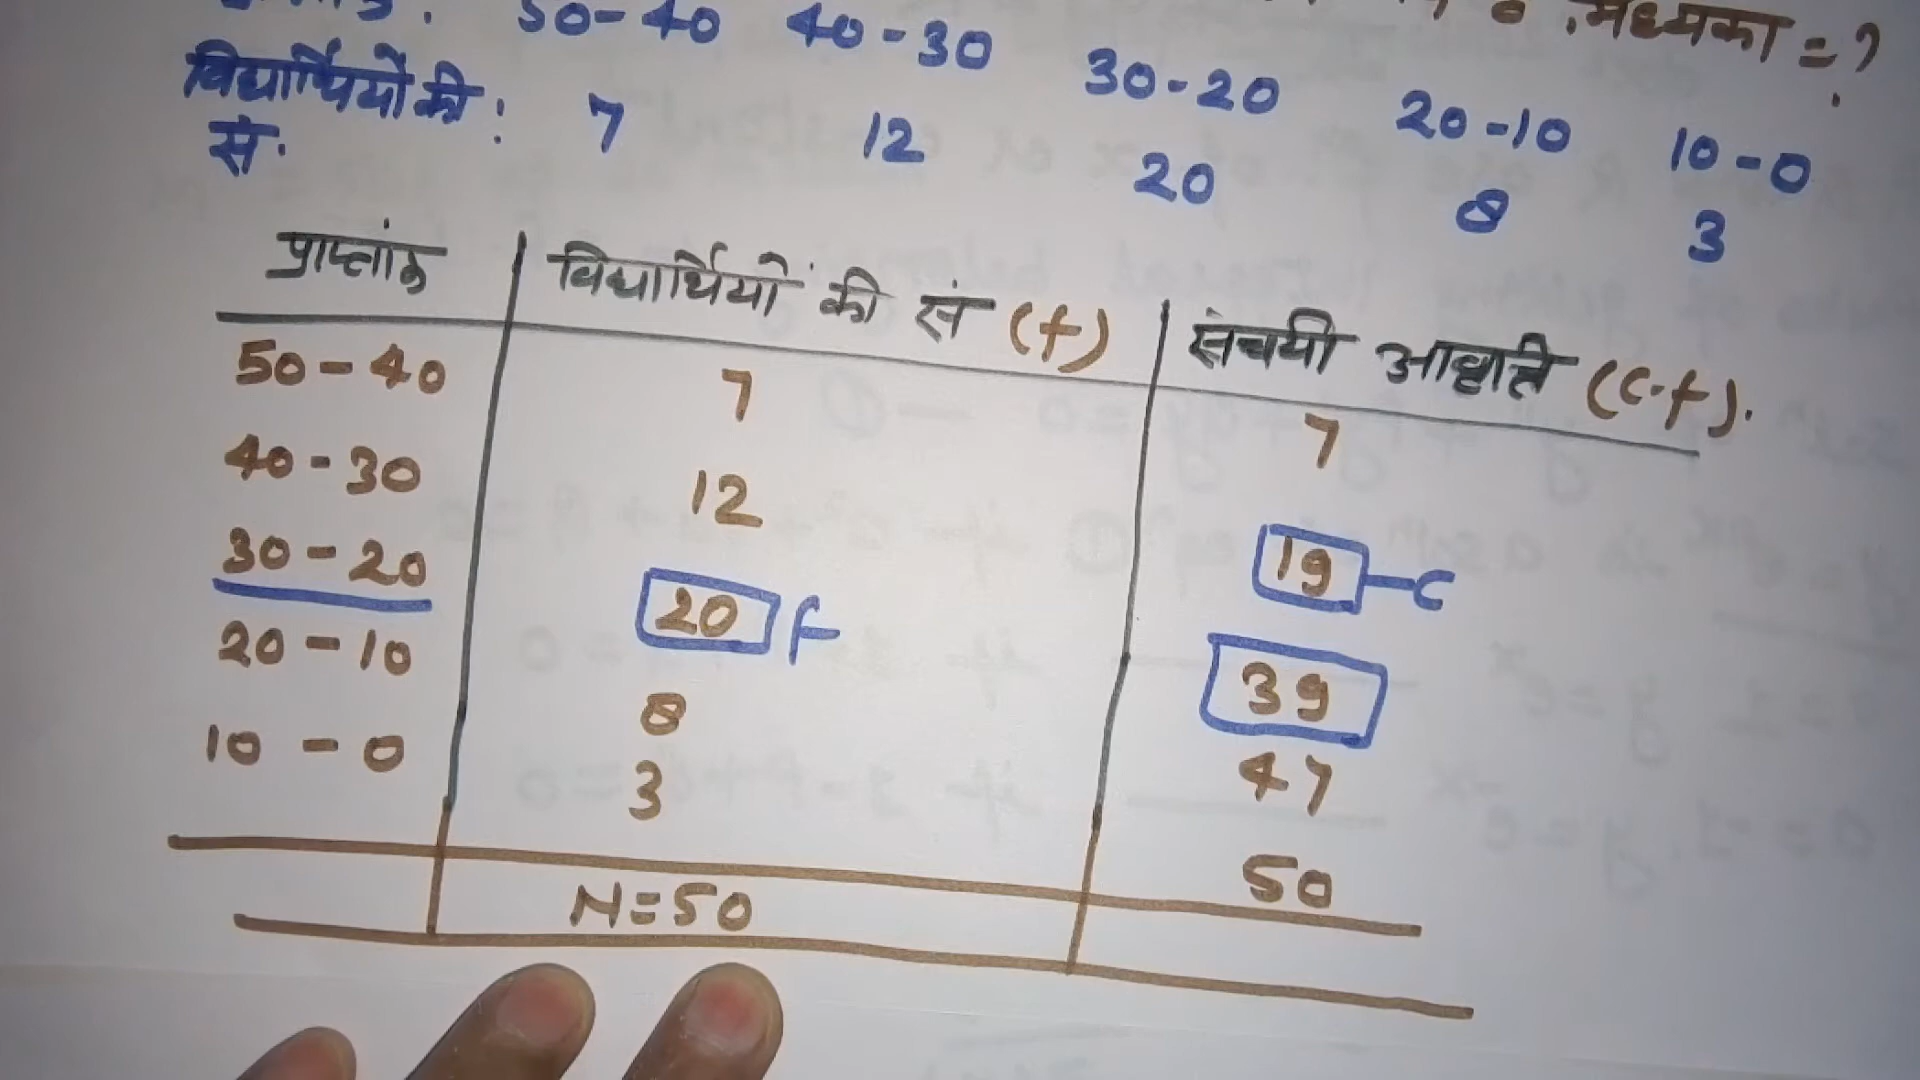 50-40 40-30 30-20 20-10 10-0
मध्यका = ?
विद्यार्थियों की सं. : 7 12 20 8 3
प्राप्तांक विद्यार्थियों की सं (f) संचयी आवृत्ति (c.f).
50-40 7 7
40-30 12 19 -C
30-20 20 f 39
20-10 8 47
10-0 3 50
N=50